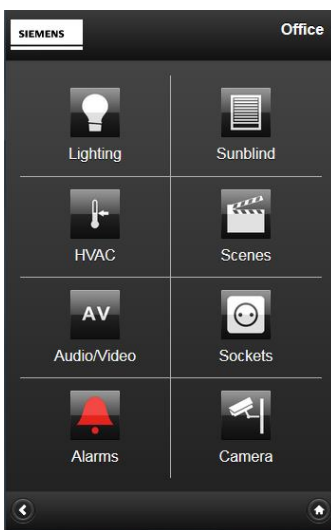 SIEMENS
Office
Lighting
Sunblind
HVAC
Scenes
AV
Audio/Video
Sockets
Alarms
Camera